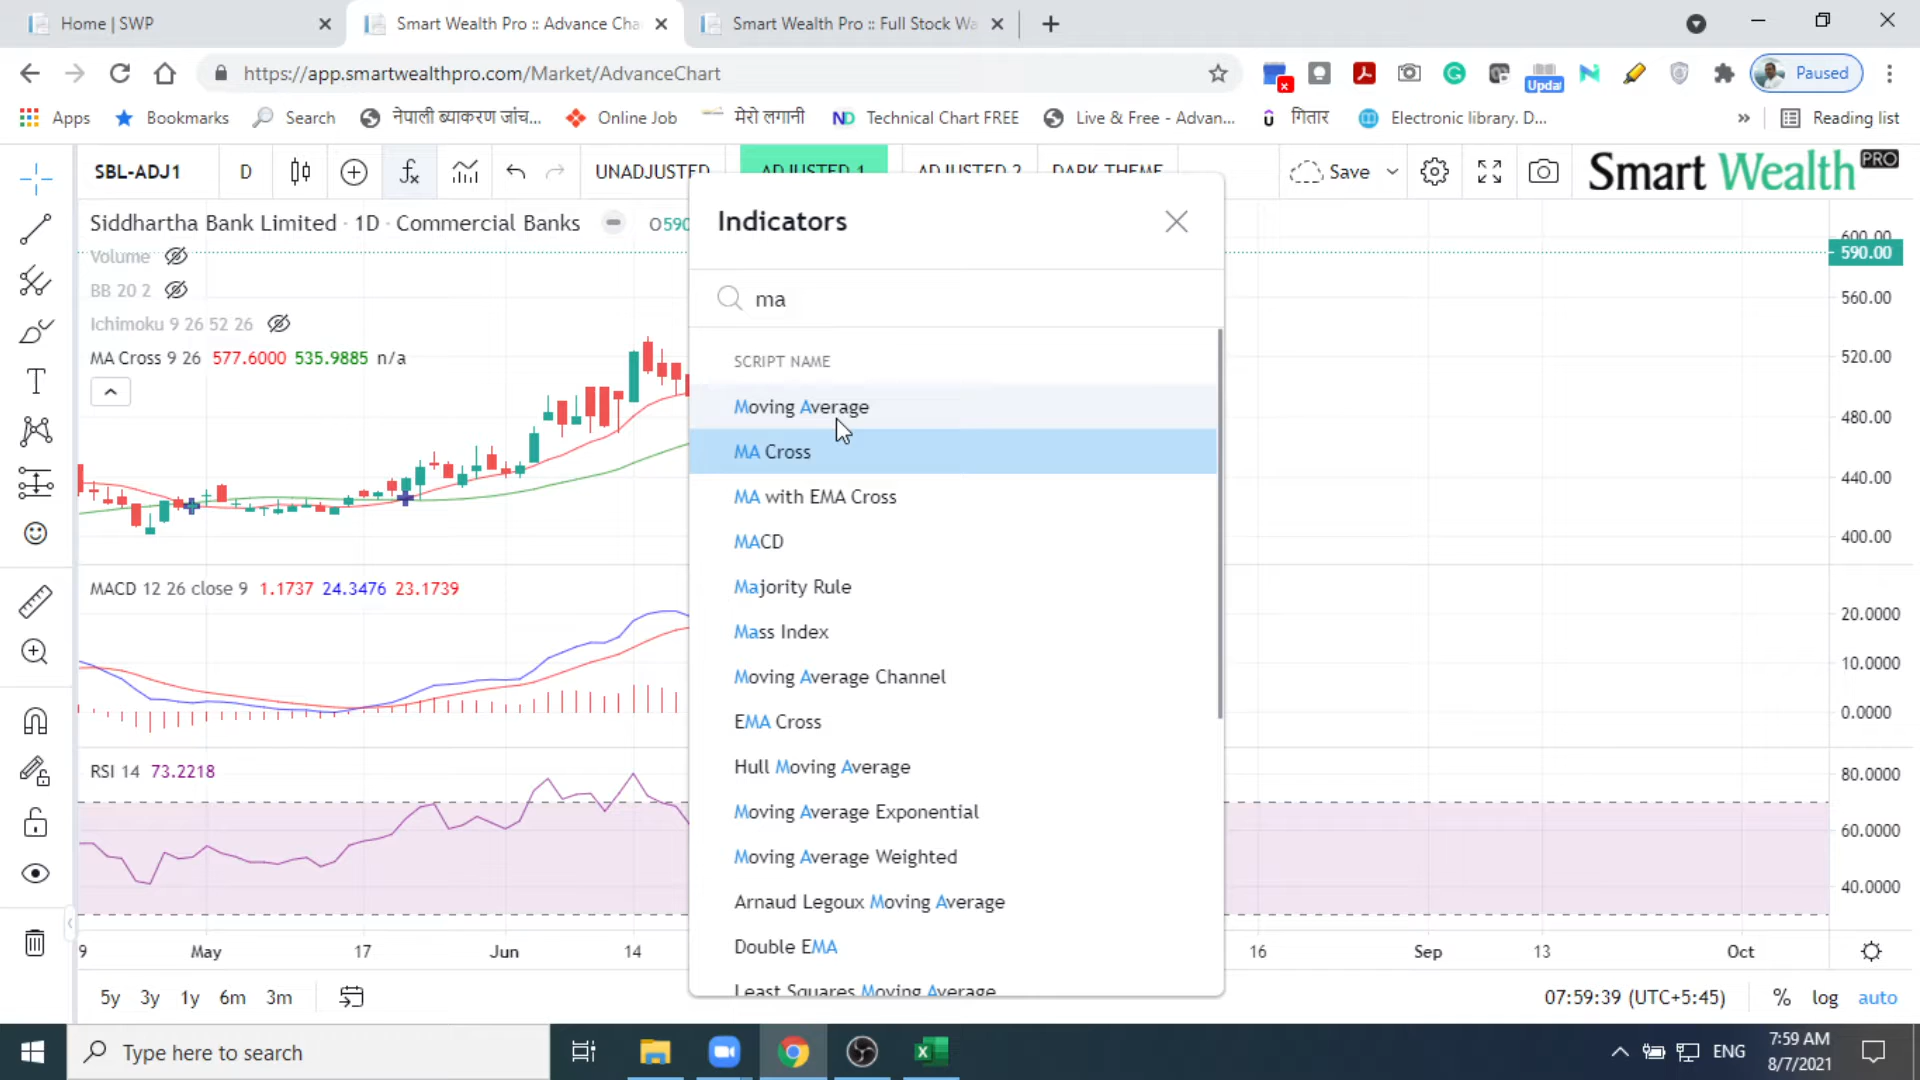 Home | SWP
Smart Wealth Pro :: Advance Cha
Smart Wealth Pro :: Full Stock Wa
https://app.smartwealthpro.com/Market/AdvanceChart
Updat
Paused
Apps
Bookmarks
Search
नेपाली ब्याकरण जांच...
Online Job
मेरो लगानी
ND Technical Chart FREE
Live & Free - Advan...
गितार
Electronic library. D...
»
Reading list
SBL-ADJ1
D
UNADJUSTED
ADJUSTED 1
ADJUSTED 2
DARK THEME
Save
Smart Wealth PRO
Siddhartha Bank Limited · 1D · Commercial Banks
O590
Volume
BB 20 2
Ichimoku 9 26 52 26
MA Cross 9 26 577.6000 535.9885 n/a
MACD 12 26 close 9 1.1737 24.3476 23.1739
RSI 14 73.2218
Indicators
ma
SCRIPT NAME
Moving Average
MA Cross
MA with EMA Cross
MACD
Majority Rule
Mass Index
Moving Average Channel
EMA Cross
Hull Moving Average
Moving Average Exponential
Moving Average Weighted
Arnaud Legoux Moving Average
Double EMA
Least Squares Moving Average
600.00
590.00
560.00
520.00
480.00
440.00
400.00
20.0000
10.0000
0.0000
80.0000
60.0000
40.0000
9
May
17
Jun
14
16
Sep
13
Oct
5y
3y
1y
6m
3m
07:59:39 (UTC+5:45)
%
log
auto
Type here to search
ENG
7:59 AM
8/7/2021